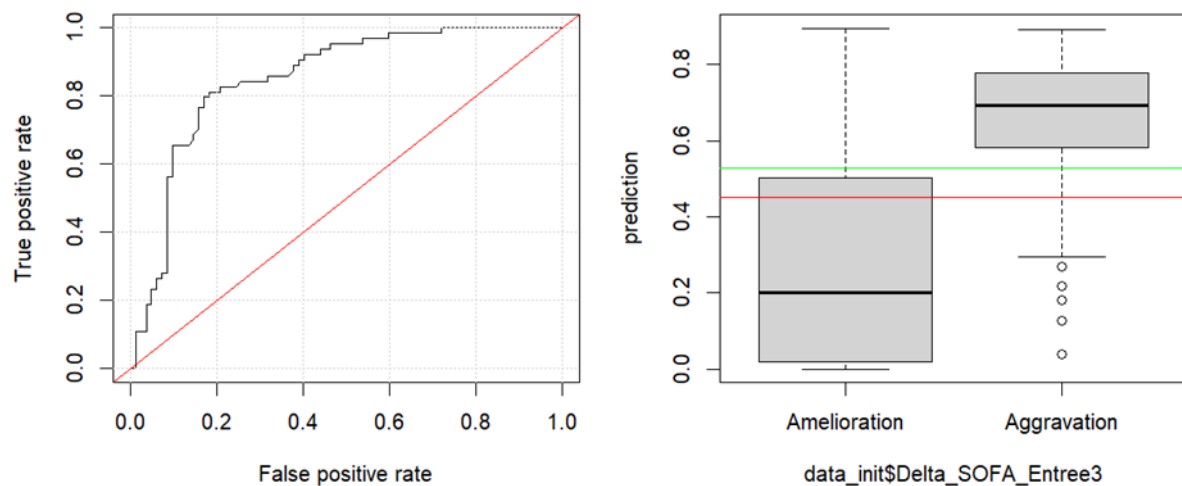 True positive rate
0.0
0.2
0.4
0.6
0.8
1.0
0.0 0.2 0.4 0.6 0.8 1.0
False positive rate
prediction
0.0
0.2
0.4
0.6
0.8
Amelioration Aggravation
data_init$Delta_SOFA_Entree3